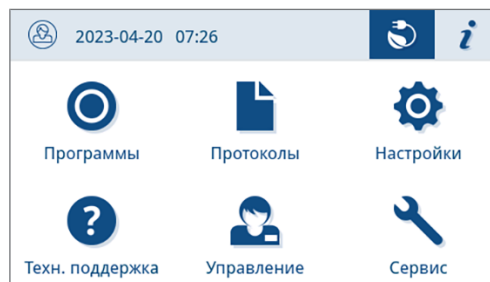 2023-04-20 07:26 i
Программы Протоколы Настройки
?
Техн. поддержка Управление Сервис